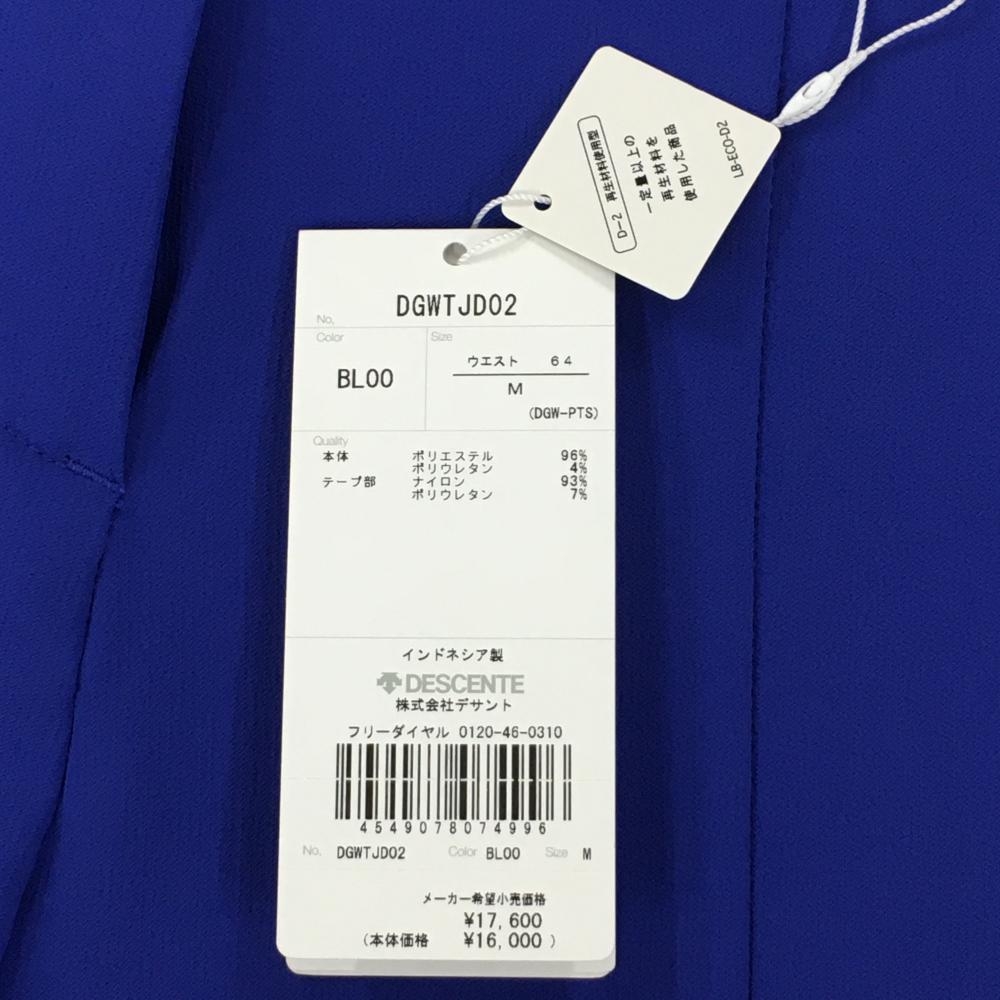 D-2 再生材料使用型
一定量以上の
再生材料を
使用した商品
LB-ECO-D2
No. DGWTJD02
Color Size
BL00 ウエスト 64
M
(DGW-PTS)
Quality
本体 ポリエステル 96%
ポリウレタン 4%
テープ部 ナイロン 93%
ポリウレタン 7%
インドネシア製
DESCENTE
株式会社デサント
フリーダイヤル 0120-46-0310
4549078074996
No. DGWTJD02 Color BL00 Size M
メーカー希望小売価格
¥17,600
(本体価格 ¥16,000 )